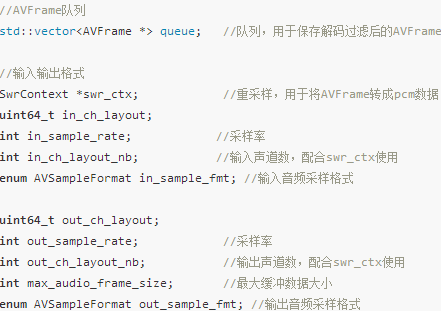 //AVFrame队列
std::vector<AVFrame *> queue; //队列，用于保存解码过滤后的AVFrame
//输入输出格式
SwrContext *swr_ctx; //重采样，用于将AVFrame转成pcm数据
uint64_t in_ch_layout;
int in_sample_rate; //采样率
int in_ch_layout_nb; //输入声道数，配合swr_ctx使用
enum AVSampleFormat in_sample_fmt; //输入音频采样格式
uint64_t out_ch_layout;
int out_sample_rate; //采样率
int out_ch_layout_nb; //输出声道数，配合swr_ctx使用
int max_audio_frame_size; //最大缓冲数据大小
enum AVSampleFormat out_sample_fmt; //输出音频采样格式